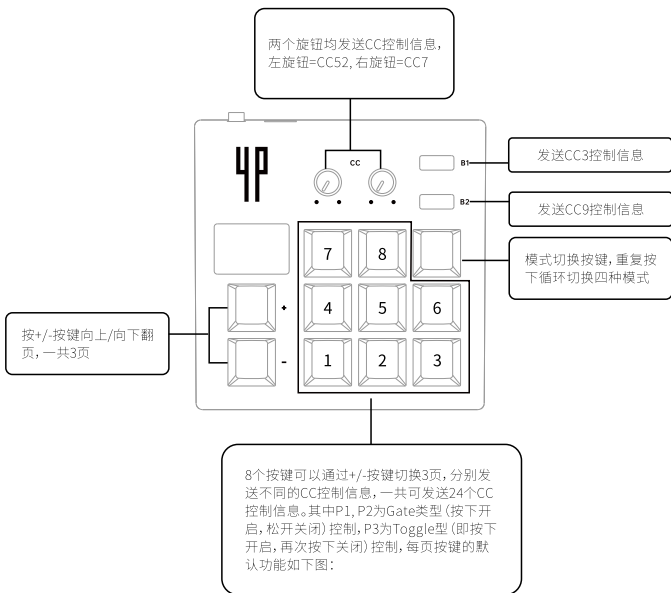 两个旋钮均发送CC控制信息，
左旋钮=CC52, 右旋钮=CC7
4P
CC
B1
发送CC3控制信息
B2
发送CC9控制信息
7
8
模式切换按键，重复按
下循环切换四种模式
+
4
5
6
按+/-按键向上/向下翻
页，一共3页
-
1
2
3
8个按键可以通过+/-按键切换3页，分别发
送不同的CC控制信息，一共可发送24个CC
控制信息。其中P1, P2为Gate类型（按下开
启，松开关闭）控制，P3为Toggle型（即按下
开启，再次按下关闭）控制，每页按键的默
认功能如下图：